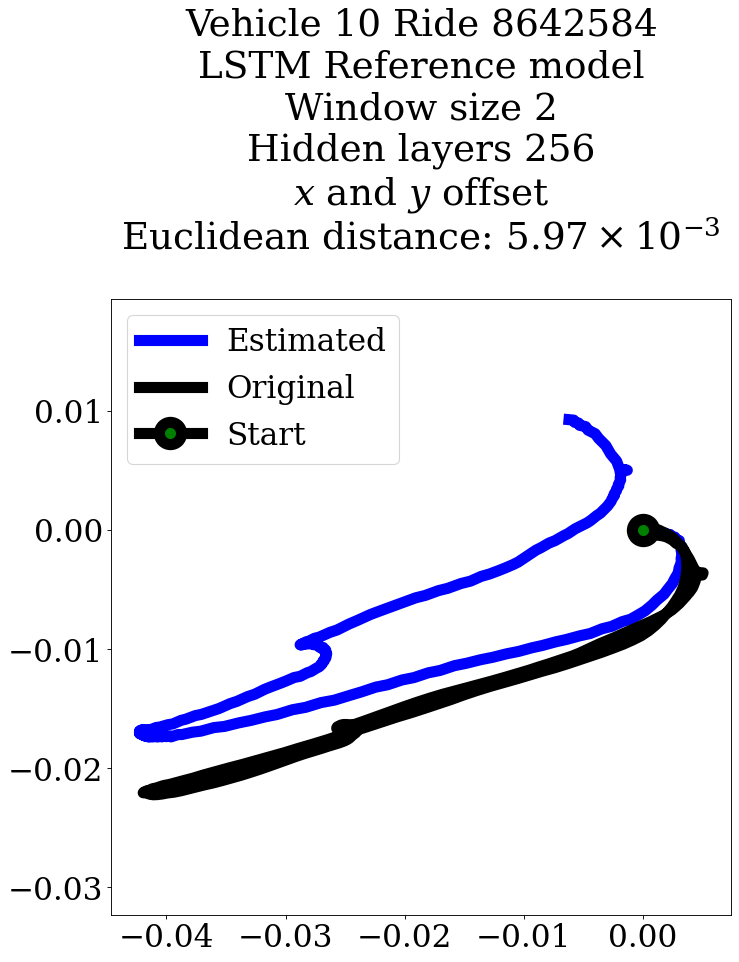 Vehicle 10 Ride 8642584
LSTM Reference model
Window size 2
Hidden layers 256
x and y offset
Euclidean distance: 5.97 × 10⁻³
Estimated
Original
Start
0.01
0.00
−0.01
−0.02
−0.03
−0.04 −0.03 −0.02 −0.01 0.00